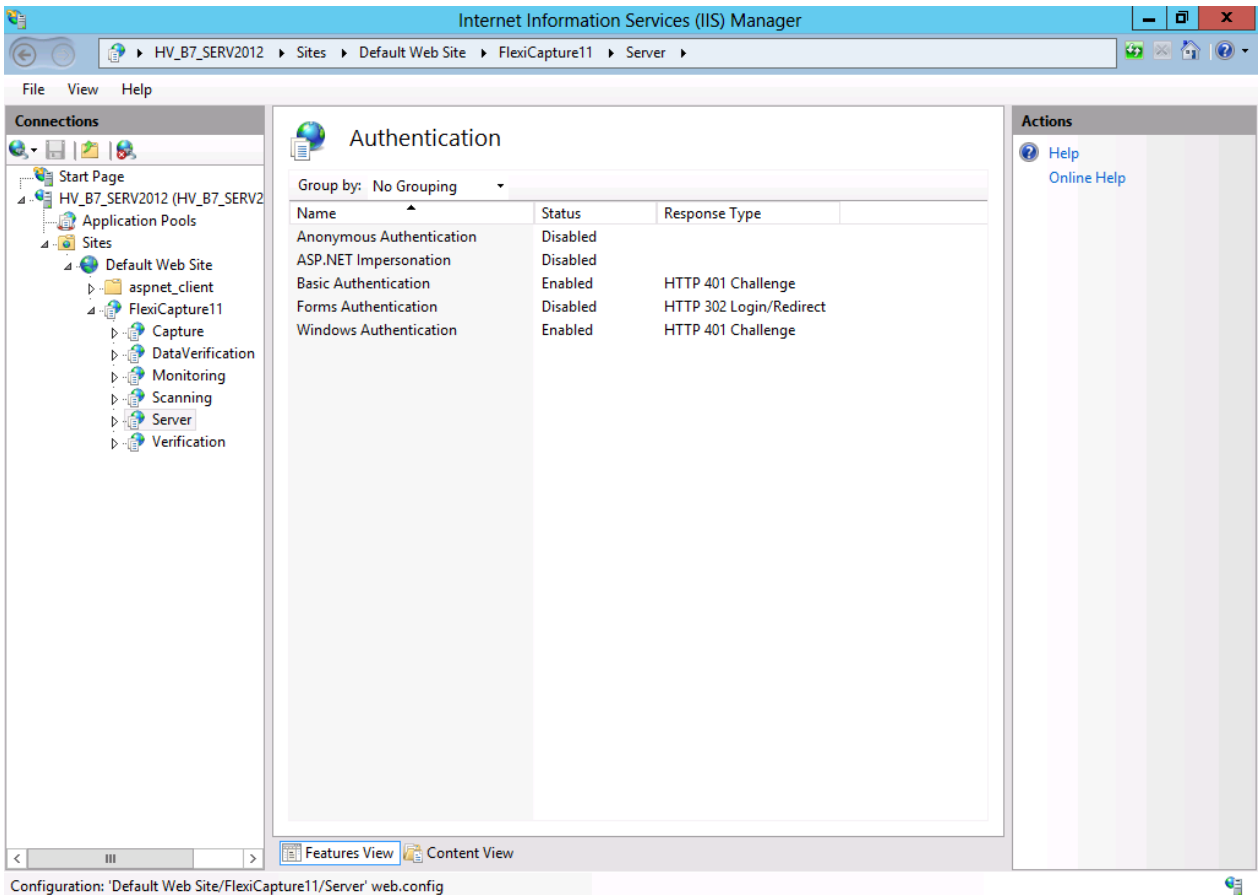 Internet Information Services (IIS) Manager
HV_B7_SERV2012 Sites Default Web Site FlexiCapture11 Server
File View Help
Connections
Start Page
HV_B7_SERV2012 (HV_B7_SERV2
Application Pools
Sites
Default Web Site
aspnet_client
FlexiCapture11
Capture
DataVerification
Monitoring
Scanning
Server
Verification
Authentication
Group by: No Grouping
Name Status Response Type
Anonymous Authentication Disabled
ASP.NET Impersonation Disabled
Basic Authentication Enabled HTTP 401 Challenge
Forms Authentication Disabled HTTP 302 Login/Redirect
Windows Authentication Enabled HTTP 401 Challenge
Features View Content View
Actions
Help
Online Help
Configuration: 'Default Web Site/FlexiCapture11/Server' web.config